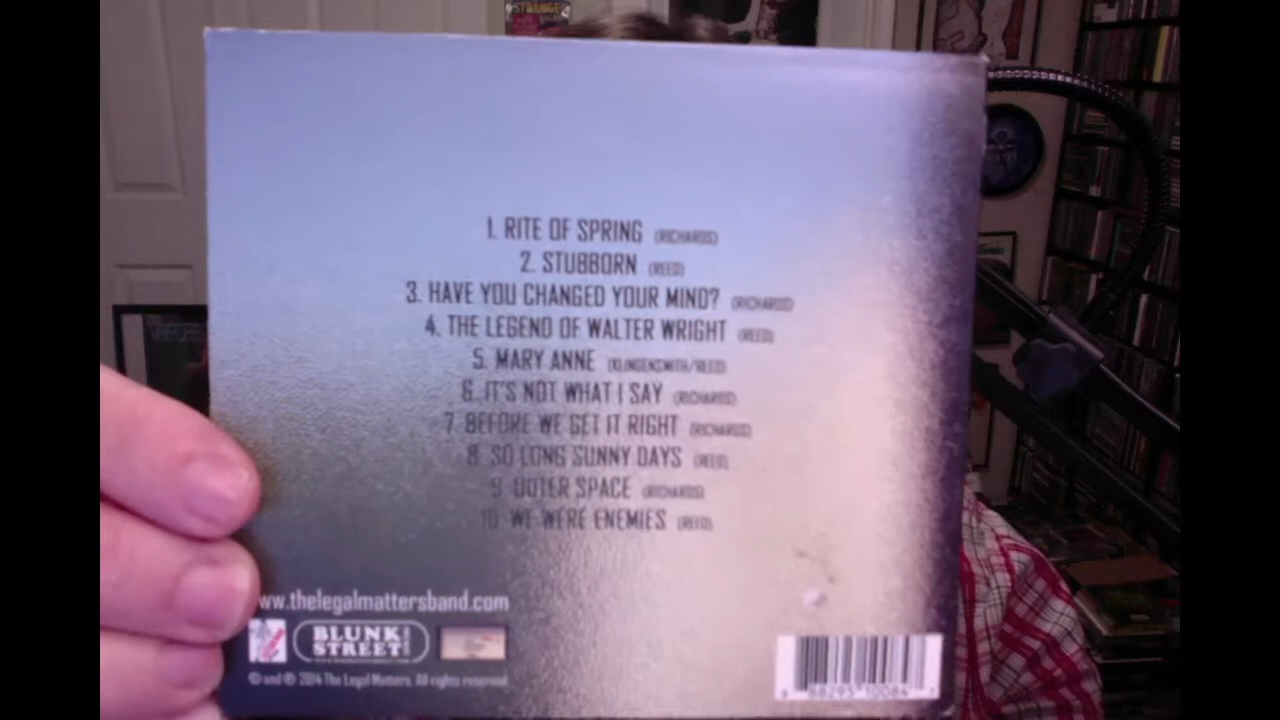 STRANGE
1. RITE OF SPRING (RICHARDS)
2. STUBBORN (REED)
3. HAVE YOU CHANGED YOUR MIND? (RICHARDS)
4. THE LEGEND OF WALTER WRIGHT (REED)
5. MARY ANNE (KLINGENSMITH/REED)
6. IT'S NOT WHAT I SAY (RICHARDS)
7. BEFORE WE GET IT RIGHT (RICHARDS)
8. SO LONG SUNNY DAYS (REED)
9. OUTER SPACE (RICHARDS)
10. WE WERE ENEMIES (REED)
ww.thelegalmattersband.com
BLUNK
STREET
© und ℗ 2014 The Legal Matters. All rights reserved.